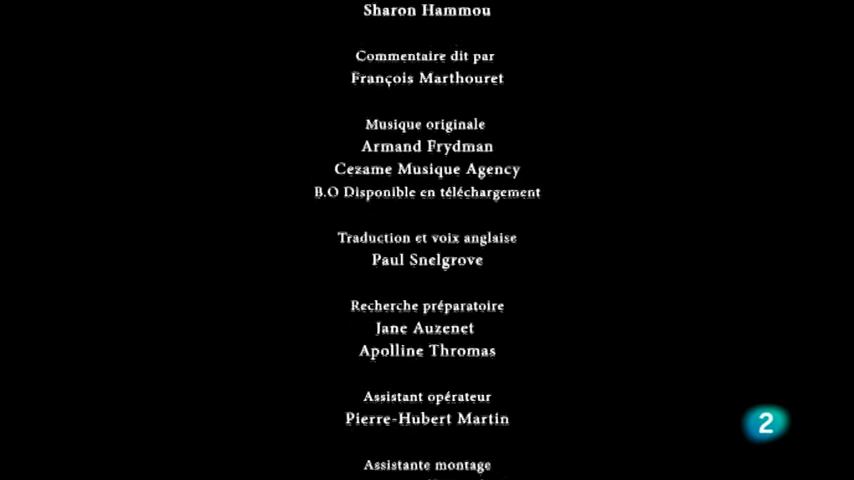 Sharon Hammou
Commentaire dit par
François Marthouret
Musique originale
Armand Frydman
Cezame Musique Agency
B.O Disponible en téléchargement
Traduction et voix anglaise
Paul Snelgrove
Recherche préparatoire
Jane Auzenet
Apolline Thromas
Assistant opérateur
Pierre-Hubert Martin
2
Assistante montage